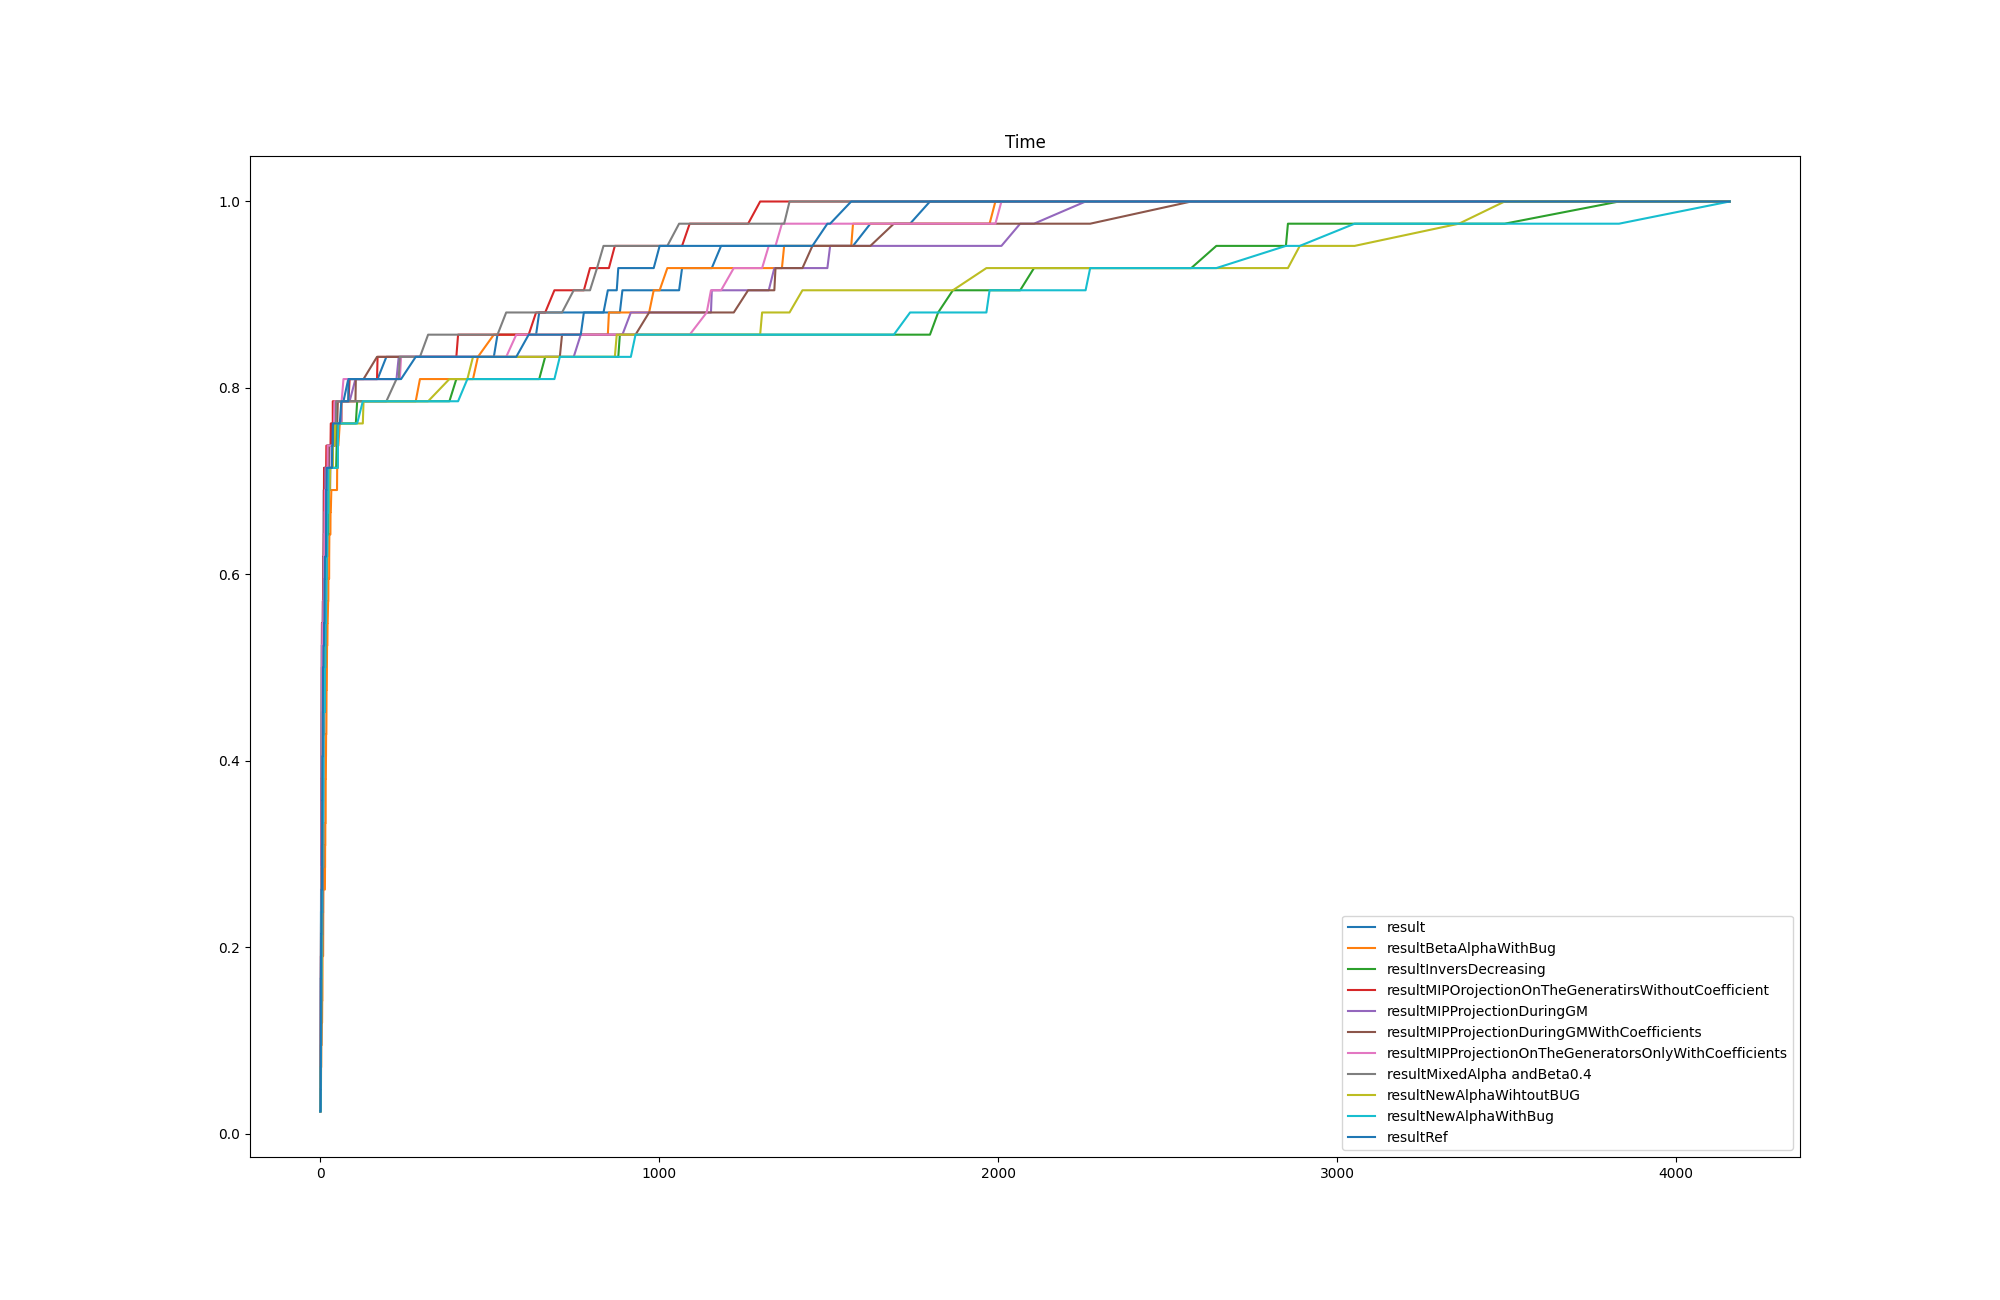 Time
1.0
0.8
0.6
0.4
0.2
0.0
0 1000 2000 3000 4000
result
resultBetaAlphaWithBug
resultInversDecreasing
resultMIPOrojectionOnTheGeneratirsWithoutCoefficient
resultMIPProjectionDuringGM
resultMIPProjectionDuringGMWithCoefficients
resultMIPProjectionOnTheGeneratorsOnlyWithCoefficients
resultMixedAlpha andBeta0.4
resultNewAlphaWihtoutBUG
resultNewAlphaWithBug
resultRef